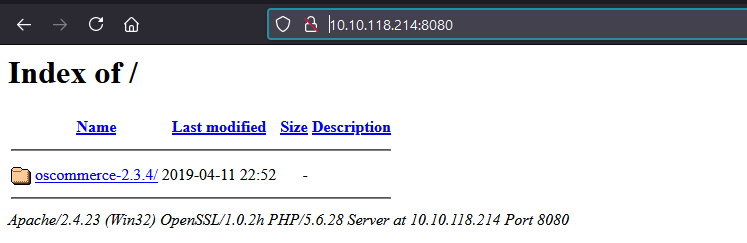 10.10.118.214:8080
Index of /
Name Last modified Size Description
oscommerce-2.3.4/ 2019-04-11 22:52 -
Apache/2.4.23 (Win32) OpenSSL/1.0.2h PHP/5.6.28 Server at 10.10.118.214 Port 8080